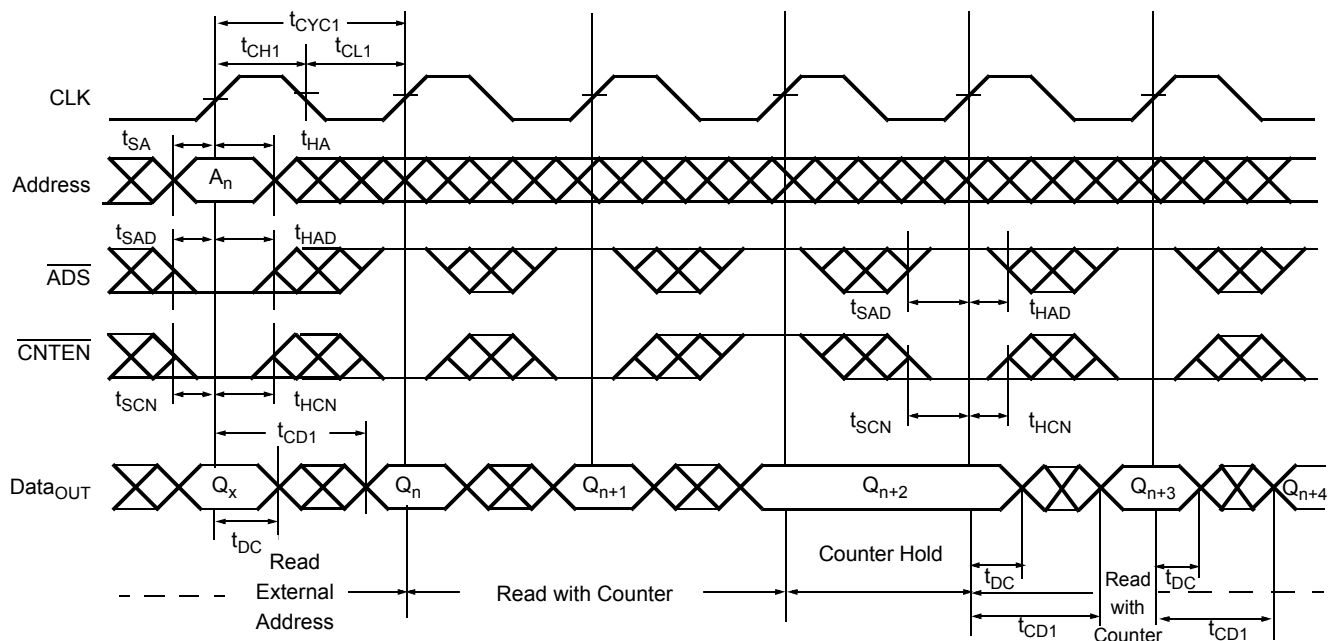 tCYC1
tCH1 tCL1
CLK
tSA tHA
Address An
tSAD tHAD
ADS
tSAD tHAD
CNTEN
tSCN tHCN
tSCN tHCN
tCD1
DataOUT Qx Qn Qn+1 Qn+2 Qn+3 Qn+4
tDC
Read
External
Address
Read with Counter
Counter Hold
tDC
tCD1
Read
with
Counter
tDC
tCD1